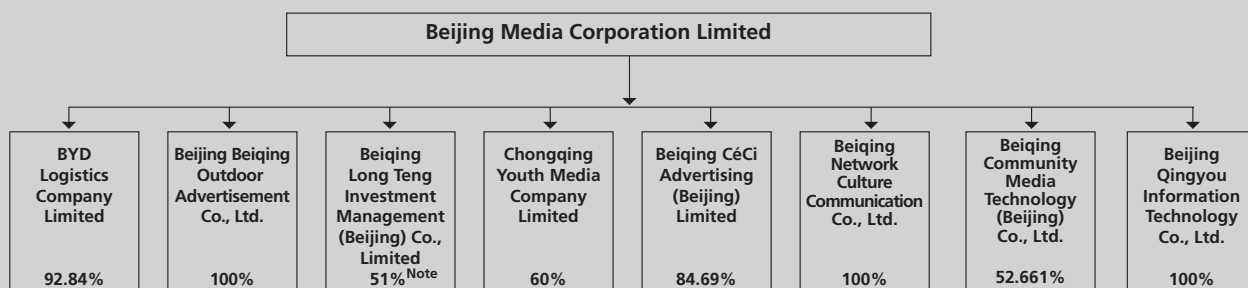 Beijing Media Corporation Limited
BYD
Logistics
Company
Limited
92.84%
Beijing Beiqing
Outdoor
Advertisement
Co., Ltd.
100%
Beiqing
Long Teng
Investment
Management
(Beijing) Co.,
Limited
51%Note
Chongqing
Youth Media
Company
Limited
60%
Beiqing CéCi
Advertising
(Beijing)
Limited
84.69%
Beiqing
Network
Culture
Communication
Co., Ltd.
100%
Beiqing
Community
Media
Technology
(Beijing)
Co., Ltd.
52.661%
Beijing
Qingyou
Information
Technology
Co., Ltd.
100%